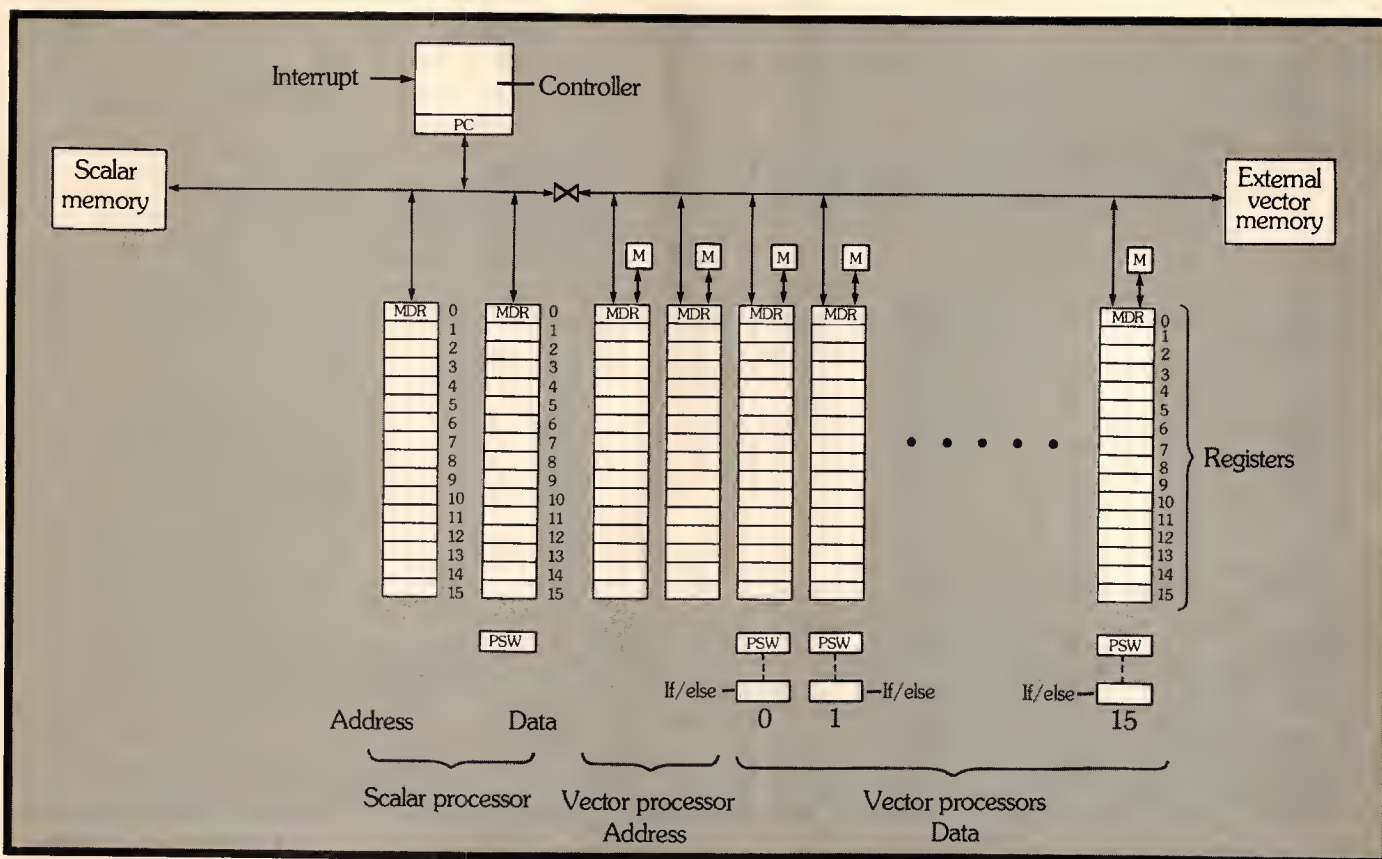 Interrupt
Controller
PC
Scalar
memory
External
vector
memory
M M M M M
MDR 0 MDR 0 MDR MDR MDR MDR MDR 0
1 1 1
2 2 2
3 3 3
4 4 4
5 5 5
6 6 6
7 7 7
8 8 8
9 9 9
10 10 10
11 11 11
12 12 12
13 13 13
14 14 14
15 15 15
Registers
PSW PSW PSW PSW
If/else If/else If/else
0 1 15
Address Data
Scalar processor
Vector processor
Address
Vector processors
Data